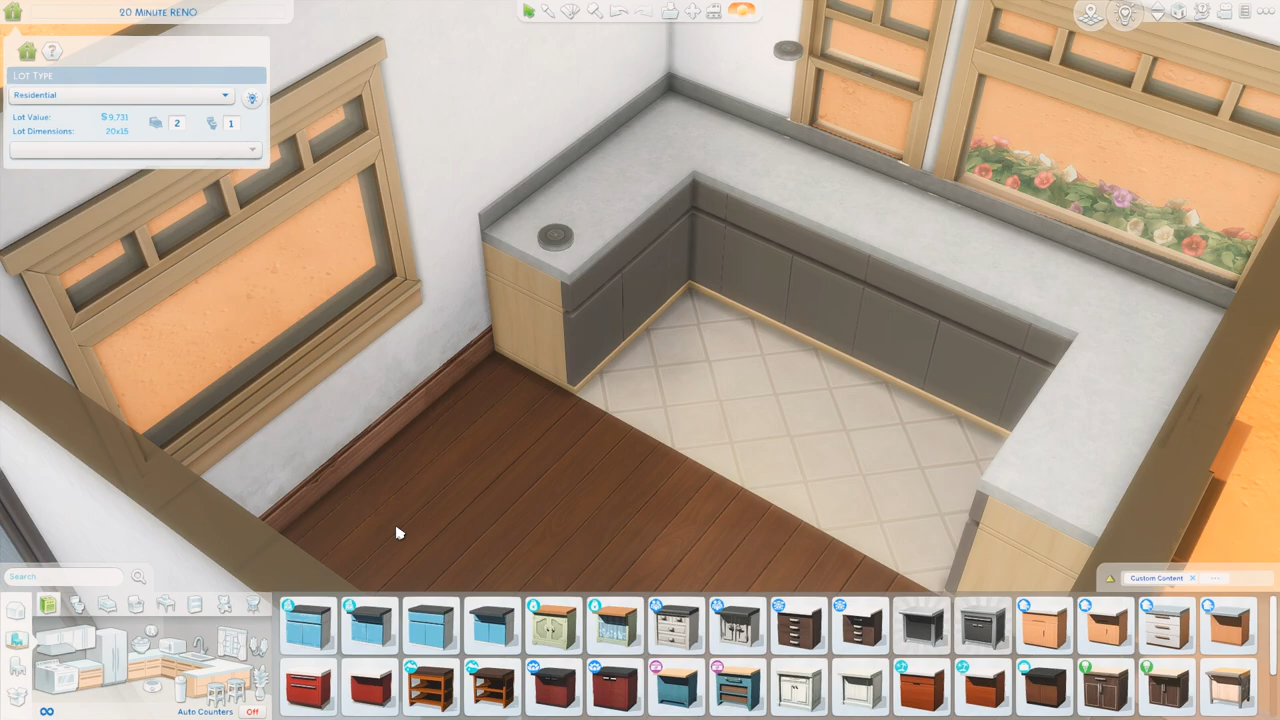 20 MINUTE RENO
?
LOT TYPE
Residential
Lot Value: §9,731
2
1
Lot Dimensions: 20x15
Custom Content ✕
Search
Auto Counters Off